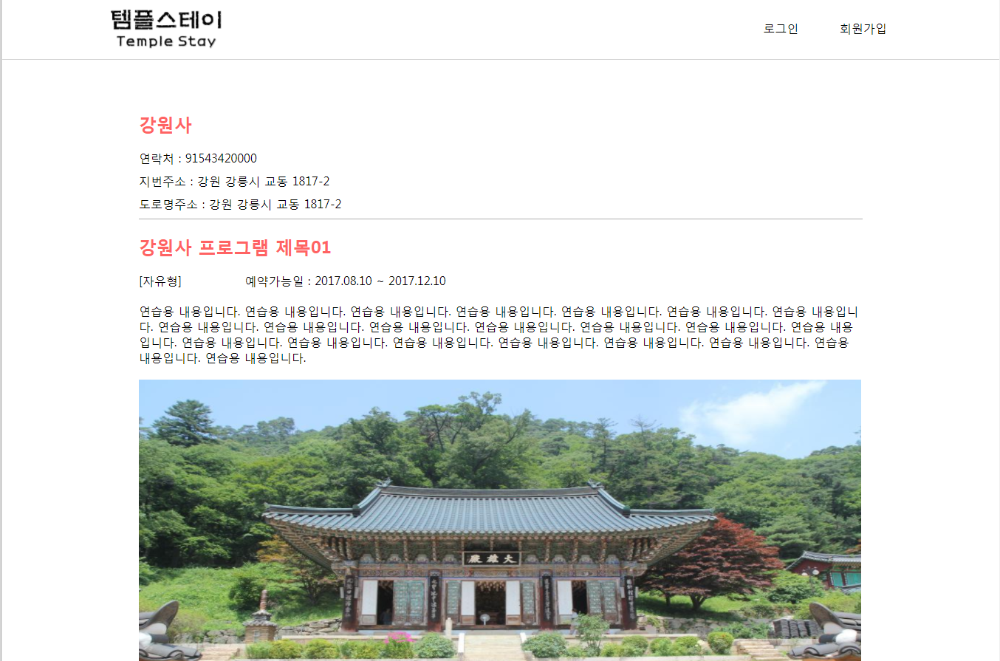 템플스테이
Temple Stay
로그인 회원가입
강원사
연락처 : 91543420000
지번주소 : 강원 강릉시 교동 1817-2
도로명주소 : 강원 강릉시 교동 1817-2
강원사 프로그램 제목01
[자유형] 예약가능일 : 2017.08.10 ~ 2017.12.10
연습용 내용입니다. 연습용 내용입니다. 연습용 내용입니다. 연습용 내용입니다. 연습용 내용입니다. 연습용 내용입니다. 연습용 내용입니
다. 연습용 내용입니다. 연습용 내용입니다. 연습용 내용입니다. 연습용 내용입니다. 연습용 내용입니다. 연습용 내용입니다. 연습용 내용
입니다. 연습용 내용입니다. 연습용 내용입니다. 연습용 내용입니다. 연습용 내용입니다. 연습용 내용입니다. 연습용 내용입니다. 연습용
내용입니다. 연습용 내용입니다.
殿雄大